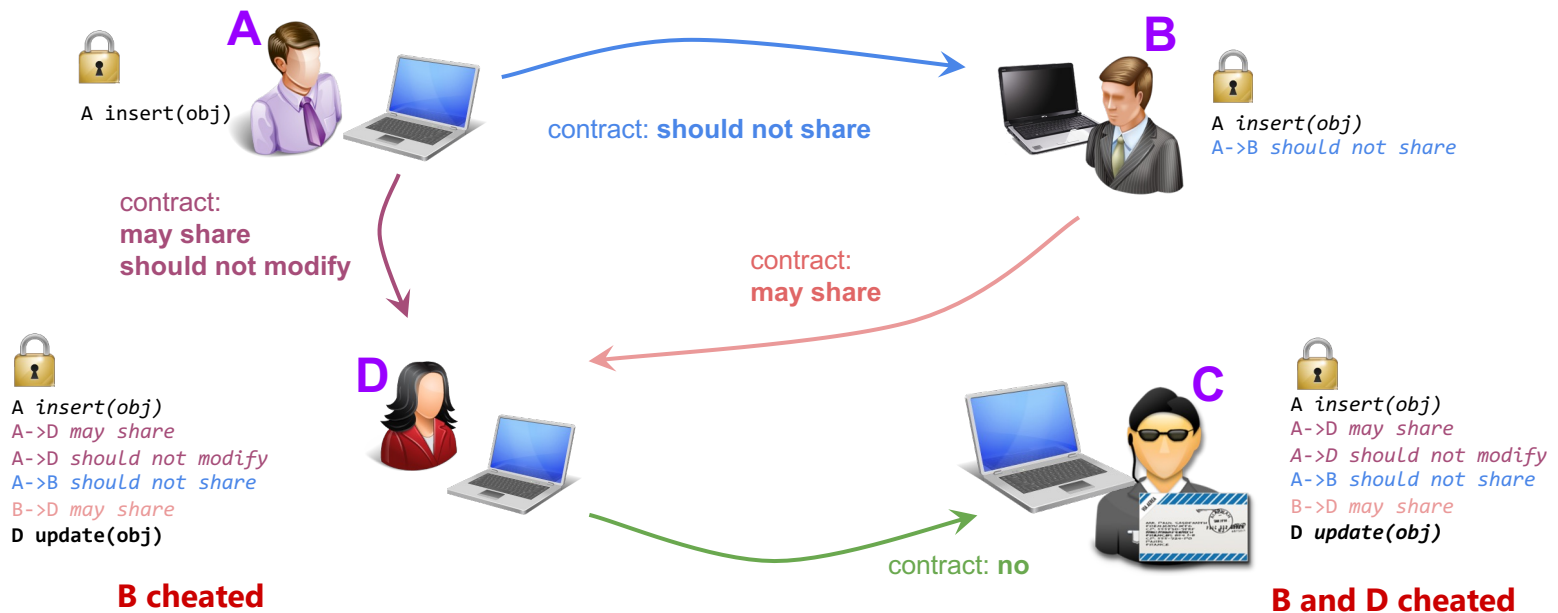 A
B
A insert(obj)
contract: should not share
A insert(obj)
A->B should not share
contract:
may share
should not modify
contract:
may share
D
C
A insert(obj)
A->D may share
A->D should not modify
A->B should not share
B->D may share
D update(obj)
A insert(obj)
A->D may share
A->D should not modify
A->B should not share
B->D may share
D update(obj)
contract: no
B cheated
B and D cheated